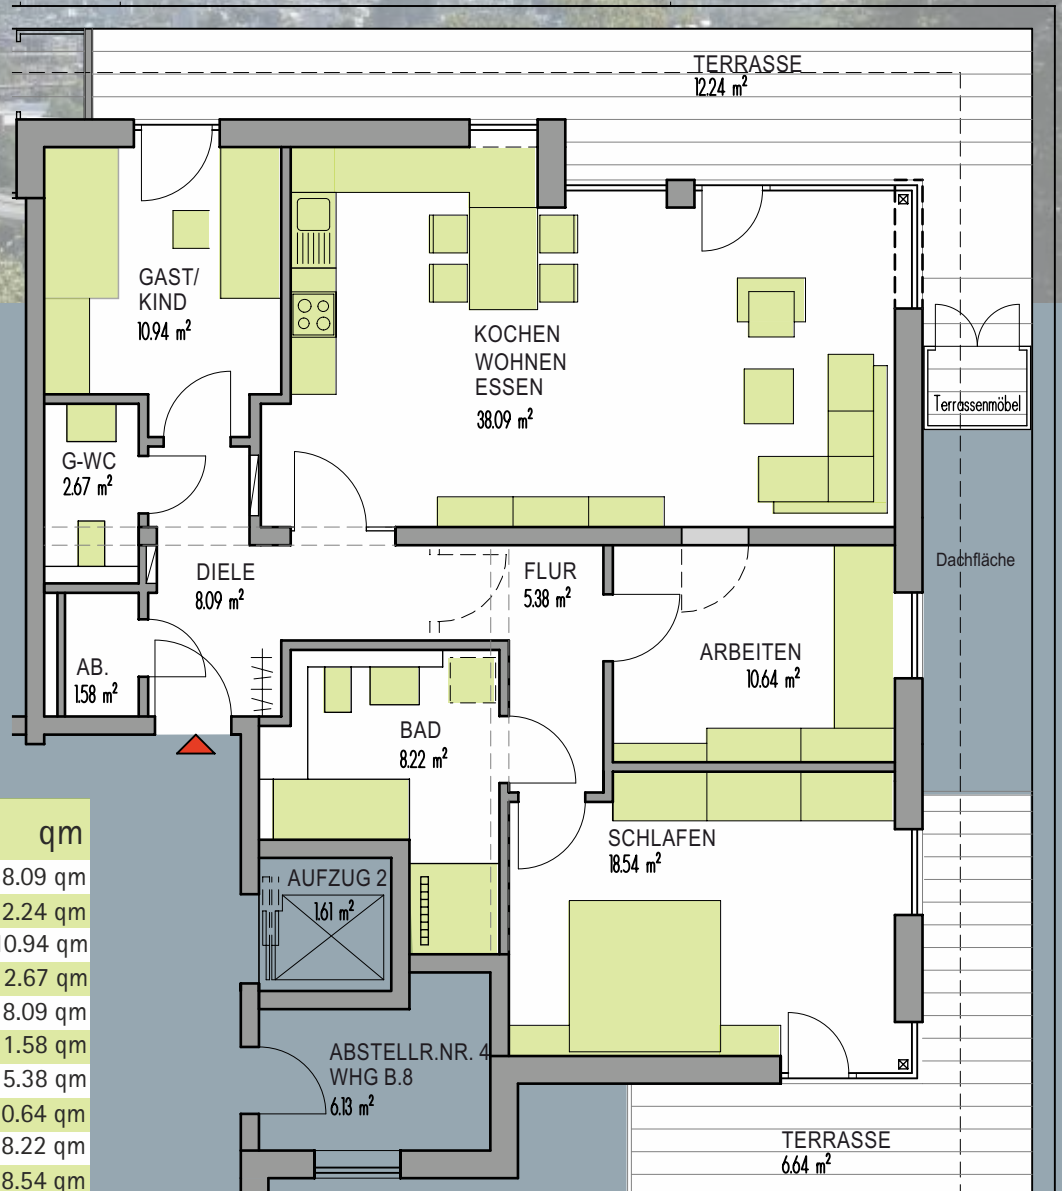 TERRASSE
12.24 m²
GAST/
KIND
10.94 m²
KOCHEN
WOHNEN
ESSEN
38.09 m²
Terrassenmöbel
G-WC
2.67 m²
DIELE
8.09 m²
FLUR
5.38 m²
Dachfläche
AB.
1.58 m²
ARBEITEN
10.64 m²
BAD
8.22 m²
SCHLAFEN
18.54 m²
AUFZUG 2
1.61 m²
ABSTELLR.NR. 4
WHG B.8
6.13 m²
TERRASSE
6.64 m²
qm
8.09 qm
2.24 qm
0.94 qm
2.67 qm
8.09 qm
1.58 qm
5.38 qm
0.64 qm
8.22 qm
8.54 qm